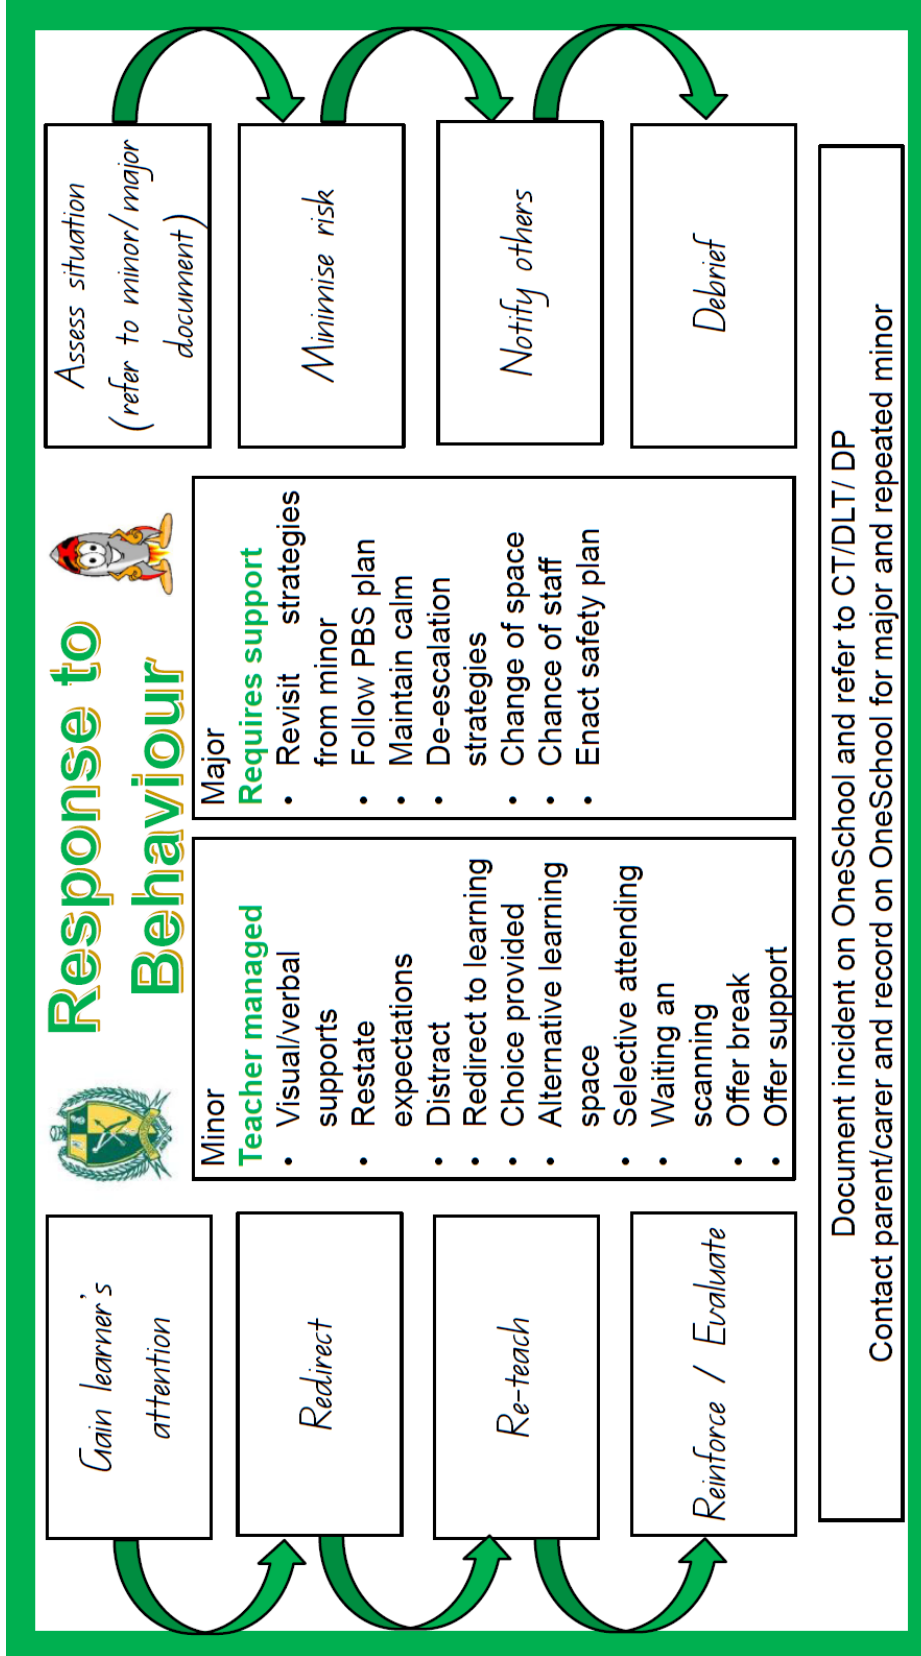 Response to
Behaviour
Gain learner's
attention
Redirect
Re-teach
Reinforce / Evaluate
Minor
Teacher managed
• Visual/verbal
supports
• Restate
expectations
• Distract
• Redirect to learning
• Choice provided
• Alternative learning
space
• Selective attending
• Waiting an
scanning
• Offer break
• Offer support
Major
Requires support
• Revisit strategies
from minor
• Follow PBS plan
• Maintain calm
• De-escalation
strategies
• Change of space
• Chance of staff
• Enact safety plan
Assess situation
(refer to minor/major
document)
Minimise risk
Notify others
Debrief
Document incident on OneSchool and refer to CT/DLT/ DP
Contact parent/carer and record on OneSchool for major and repeated minor